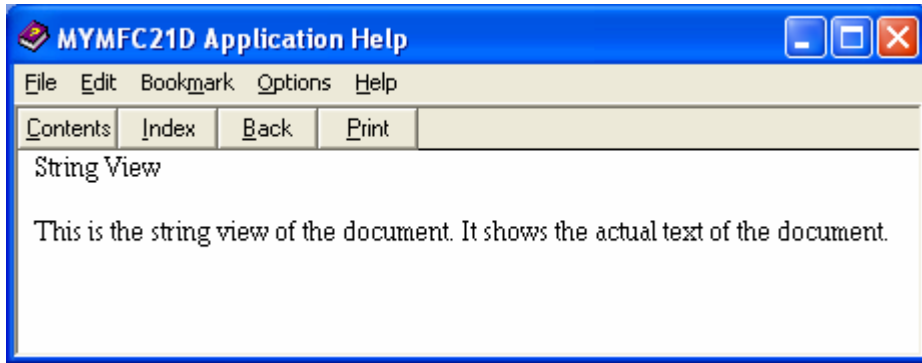 MYMFC21D Application Help
File Edit Bookmark Options Help
Contents Index Back Print
String View
This is the string view of the document. It shows the actual text of the document.